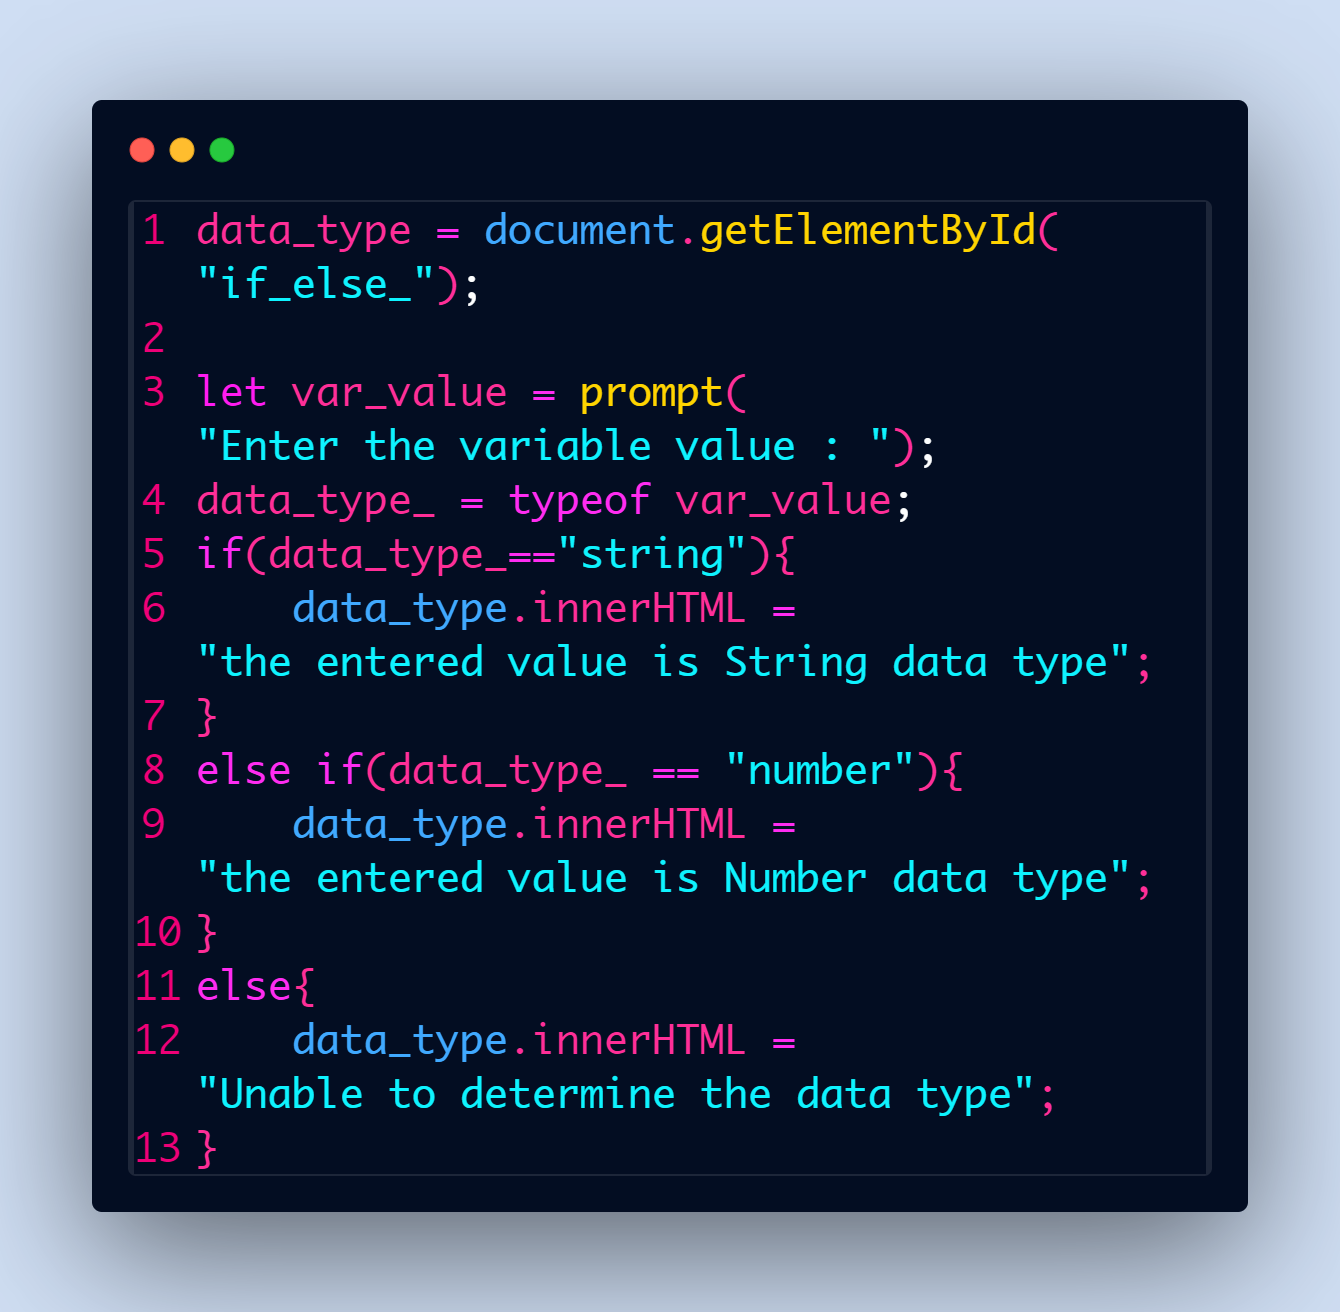 1 data_type = document.getElementById(
"if_else_");
2
3 let var_value = prompt(
"Enter the variable value : ");
4 data_type_ = typeof var_value;
5 if(data_type_=="string"){
6     data_type.innerHTML =
"the entered value is String data type";
7 }
8 else if(data_type_ == "number"){
9     data_type.innerHTML =
"the entered value is Number data type";
10 }
11 else{
12     data_type.innerHTML =
"Unable to determine the data type";
13 }